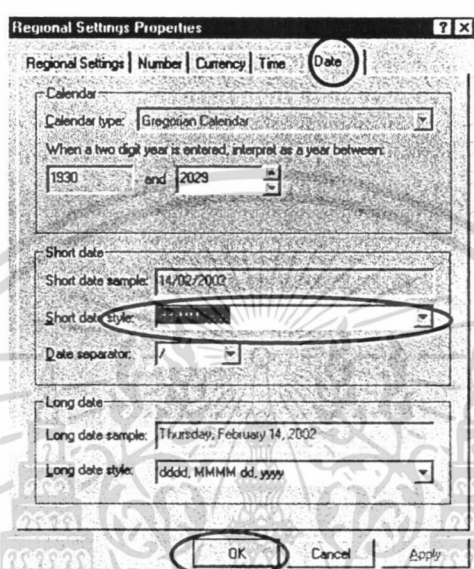 Regional Settings Properties
Regional Settings Number Currency Time Date
Calendar
Calendar type: Gregorian Calendar
When a two digit year is entered, interpret as a year between:
1930 and 2029
Short date
Short date sample: 14/02/2002
Short date style:
Date separator: /
Long date
Long date sample: Thursday, February 14, 2002
Long date style: dddd, MMMM dd, yyyy
OK Cancel Apply